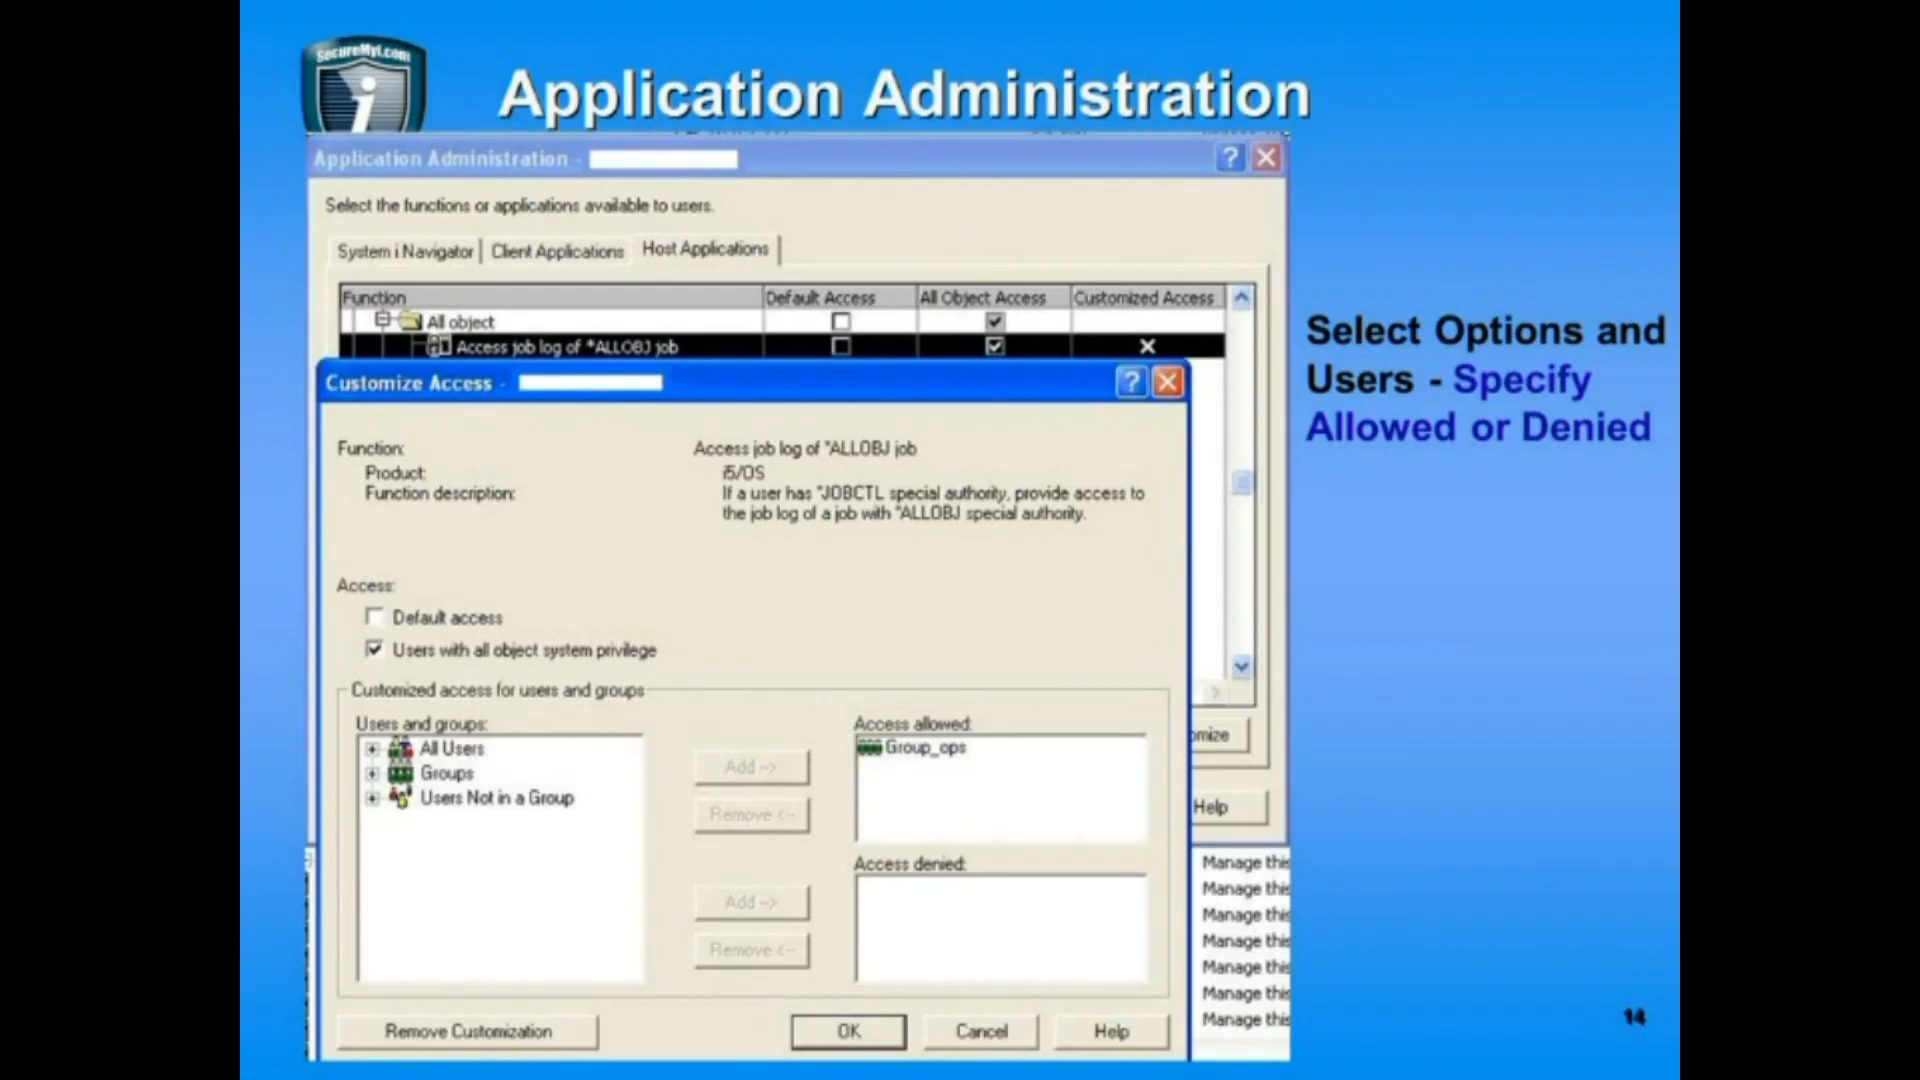 SecureMyi.com
Application Administration
Application Administration -
Select the functions or applications available to users.
System i Navigator
Client Applications
Host Applications
Function
Default Access
All Object Access
Customized Access
All object
Access job log of *ALLOBJ job
Select Options and
Users - Specify
Allowed or Denied
Customize Access -
Function:
Access job log of *ALLOBJ job
Product:
i5/OS
Function description:
If a user has *JOBCTL special authority, provide access to
the job log of a job with *ALLOBJ special authority.
Access:
Default access
Users with all object system privilege
Customized access for users and groups
Users and groups:
All Users
Groups
Users Not in a Group
Add -->
Remove <--
Add -->
Remove <--
Access allowed:
Group_ops
Access denied:
Remove Customization
OK
Cancel
Help
omize
Help
Manage this
Manage this
Manage this
Manage this
Manage this
Manage this
Manage this
14